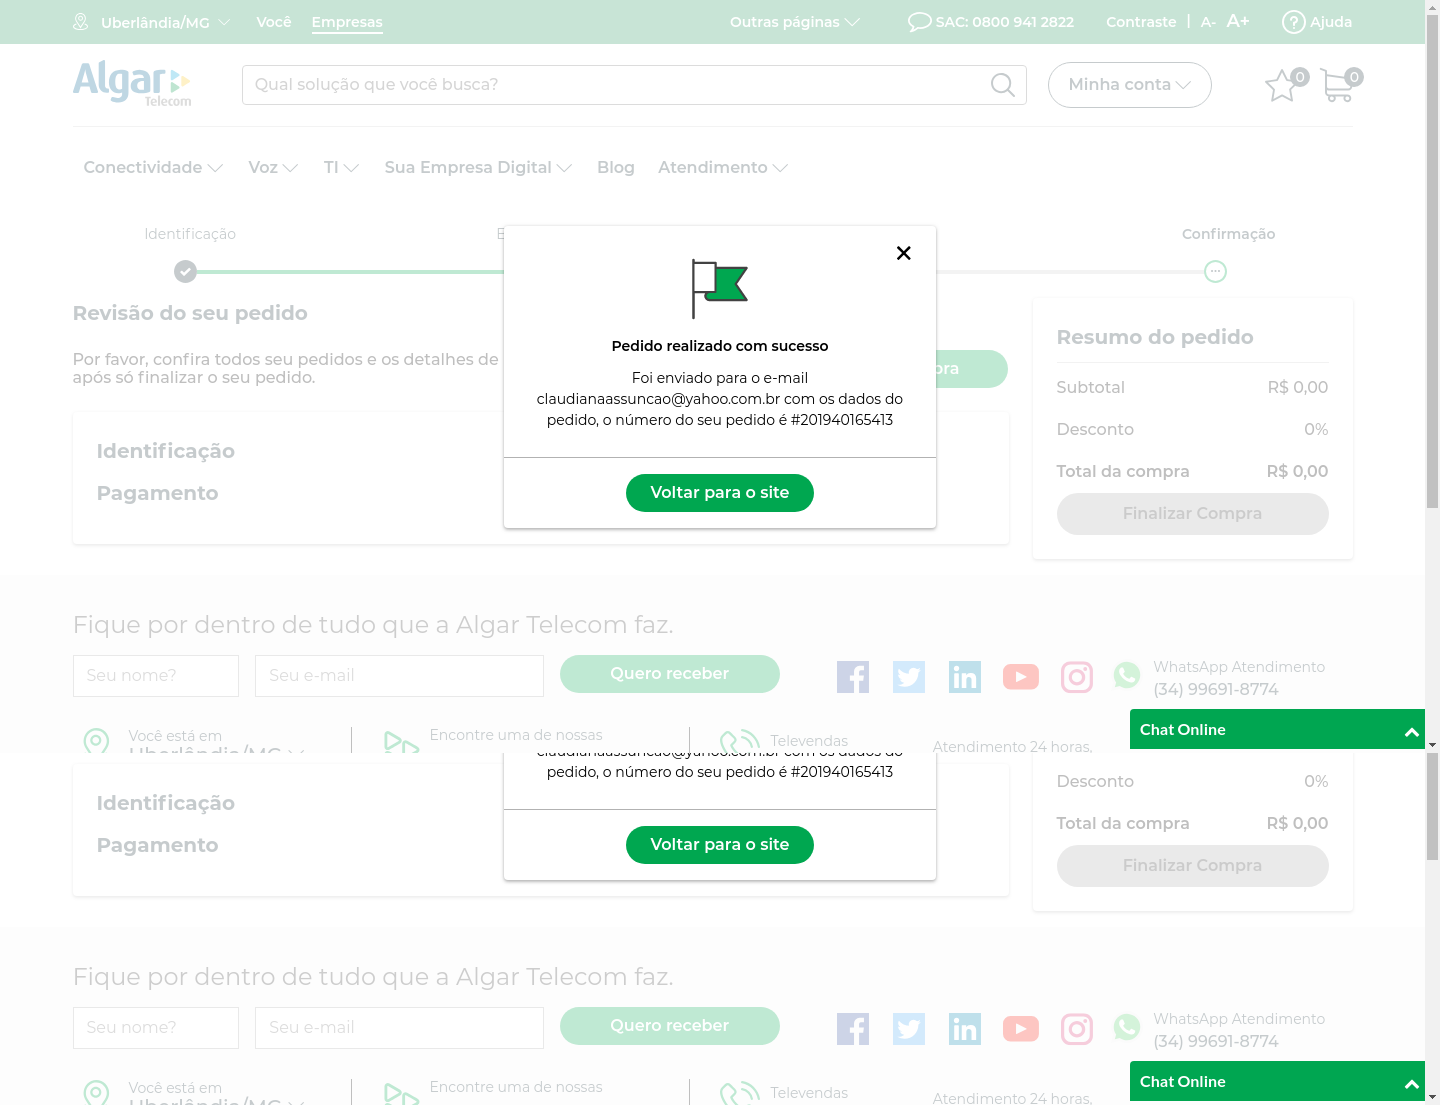 Uberlândia/MG Você Empresas Outras páginas SAC: 0800 941 2822 Contraste | A- A+ Ajuda
Algar Telecom
Qual solução que você busca?
Minha conta
0 0
Conectividade Voz TI Sua Empresa Digital Blog Atendimento
Identificação Confirmação
Revisão do seu pedido
Por favor, confira todos seu pedidos e os detalhes de
após só finalizar o seu pedido.
Identificação
Pagamento
Pedido realizado com sucesso
Foi enviado para o e-mail
claudianaassuncao@yahoo.com.br com os dados do
pedido, o número do seu pedido é #201940165413
Voltar para o site
Resumo do pedido
Subtotal R$ 0,00
Desconto 0%
Total da compra R$ 0,00
Finalizar Compra
Fique por dentro de tudo que a Algar Telecom faz.
Seu nome? Seu e-mail Quero receber
WhatsApp Atendimento
(34) 99691-8774
Chat Online
Você está em
Uberlândia/MG
Encontre uma de nossas
Televendas
Atendimento 24 horas,
claudianaassuncao@yahoo.com.br com os dados do
pedido, o número do seu pedido é #201940165413
Identificação
Pagamento
Voltar para o site
Desconto 0%
Total da compra R$ 0,00
Finalizar Compra
Fique por dentro de tudo que a Algar Telecom faz.
Seu nome? Seu e-mail Quero receber
WhatsApp Atendimento
(34) 99691-8774
Chat Online
Você está em
Uberlândia/MG
Encontre uma de nossas
Televendas
Atendimento 24 horas,